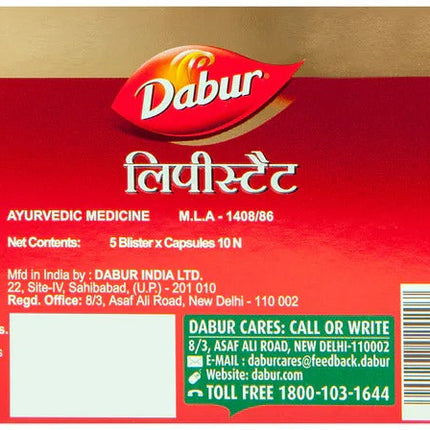 Dabur
लिपीस्टैट
AYURVEDIC MEDICINE M.L.A - 1408/86
Net Contents: 5 Blister x Capsules 10 N
Mfd in India by : DABUR INDIA LTD.
22, Site-IV, Sahibabad, (U.P.) - 201 010
Regd. Office: 8/3, Asaf Ali Road, New Delhi - 110 002
DABUR CARES: CALL OR WRITE
8/3, ASAF ALI ROAD, NEW DELHI-110002
E-MAIL : daburcares@feedback.dabur
Website: dabur.com
TOLL FREE 1800-103-1644